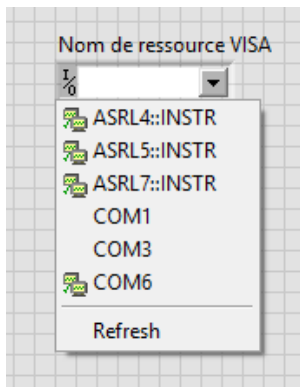 Nom de ressource VISA
I/O
ASRL4::INSTR
ASRL5::INSTR
ASRL7::INSTR
COM1
COM3
COM6
Refresh